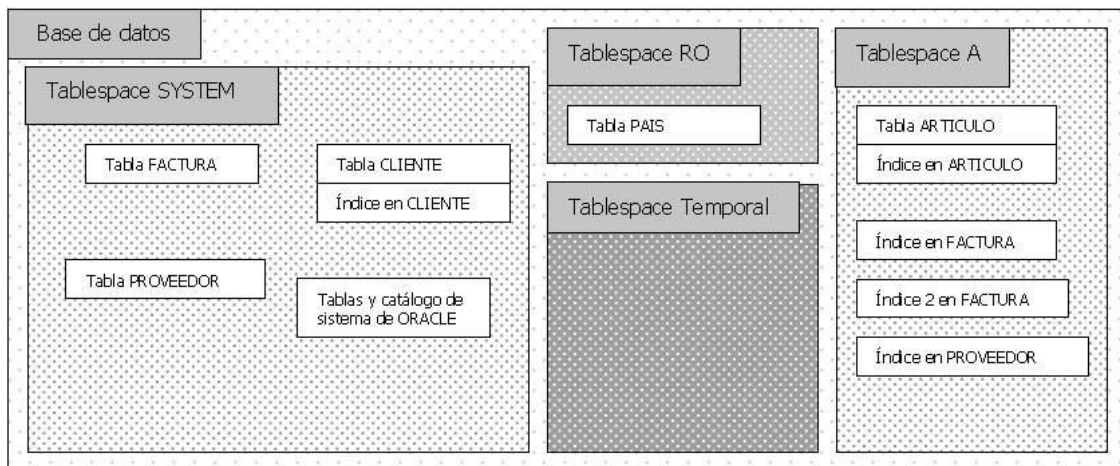 Base de datos
Tablespace SYSTEM
Tabla FACTURA
Tabla CLIENTE
Índice en CLIENTE
Tabla PROVEEDOR
Tablas y catálogo de
sistema de ORACLE
Tablespace RO
Tabla PAIS
Tablespace Temporal
Tablespace A
Tabla ARTICULO
Índice en ARTICULO
Índice en FACTURA
Índice 2 en FACTURA
Índice en PROVEEDOR